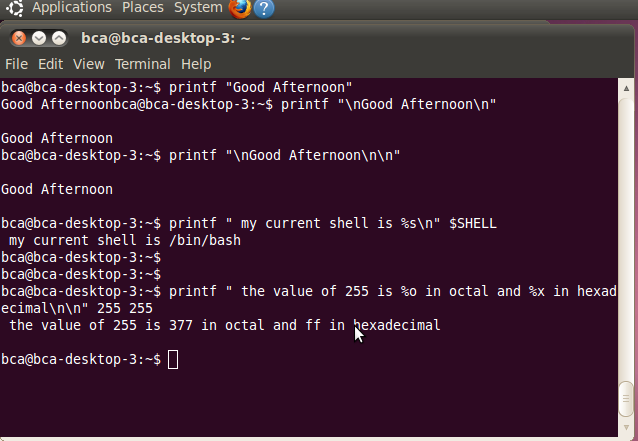 Applications Places System ?
bca@bca-desktop-3: ~
File Edit View Terminal Help
bca@bca-desktop-3:~$ printf "Good Afternoon"
Good Afternoonbca@bca-desktop-3:~$ printf "\nGood Afternoon\n"
Good Afternoon
bca@bca-desktop-3:~$ printf "\nGood Afternoon\n\n"
Good Afternoon
bca@bca-desktop-3:~$ printf " my current shell is %s\n" $SHELL
 my current shell is /bin/bash
bca@bca-desktop-3:~$
bca@bca-desktop-3:~$
bca@bca-desktop-3:~$ printf " the value of 255 is %o in octal and %x in hexad
ecimal\n\n" 255 255
 the value of 255 is 377 in octal and ff in hexadecimal
bca@bca-desktop-3:~$